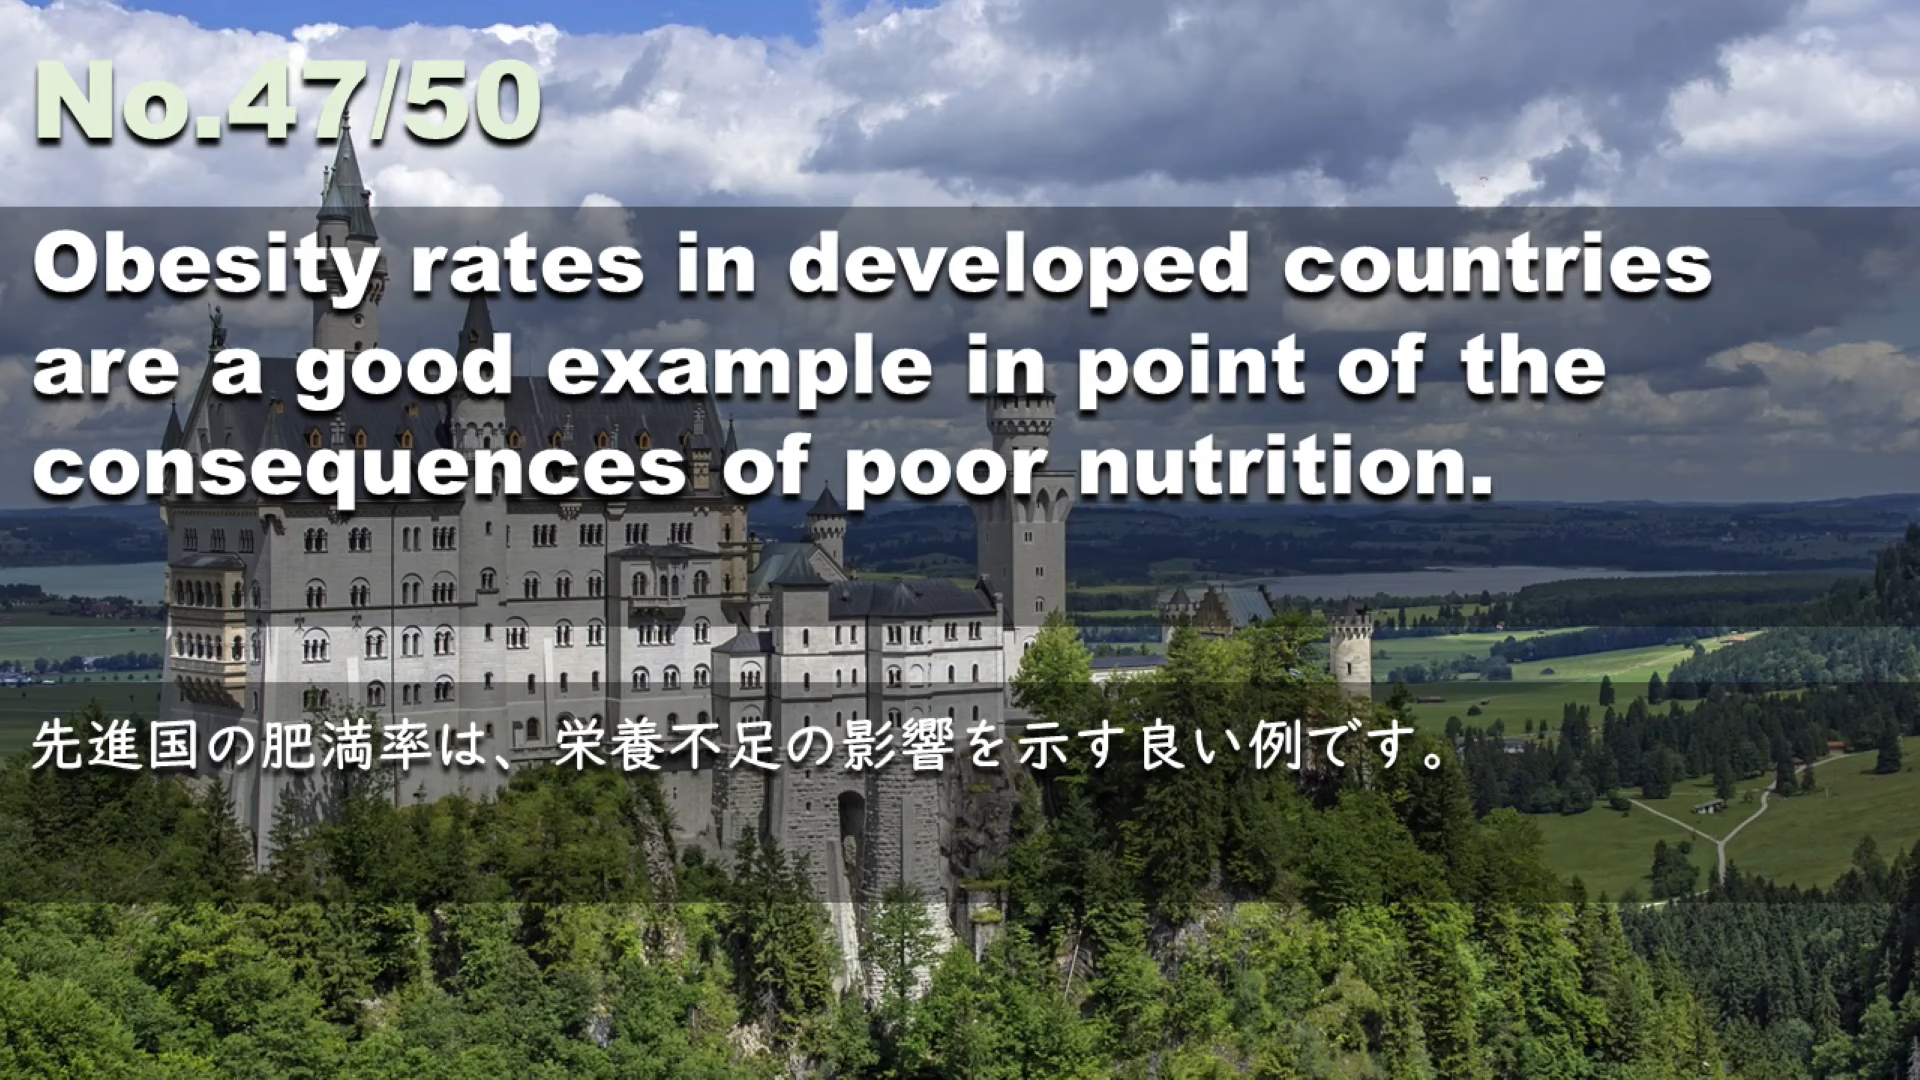 No.47/50
Obesity rates in developed countries
are a good example in point of the
consequences of poor nutrition.
先進国の肥満率は、栄養不足の影響を示す良い例です。